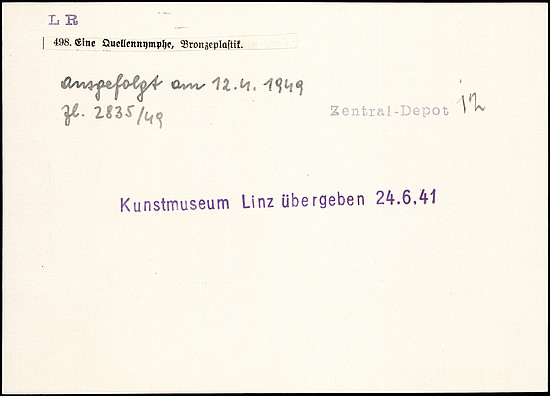 L R
498. Eine Quellennymphe, Bronzeplastik.
ausgefolgt am 12.4.1949
Zl. 2835/49
Zentral-Depot
Kunstmuseum Linz übergeben 24.6.41